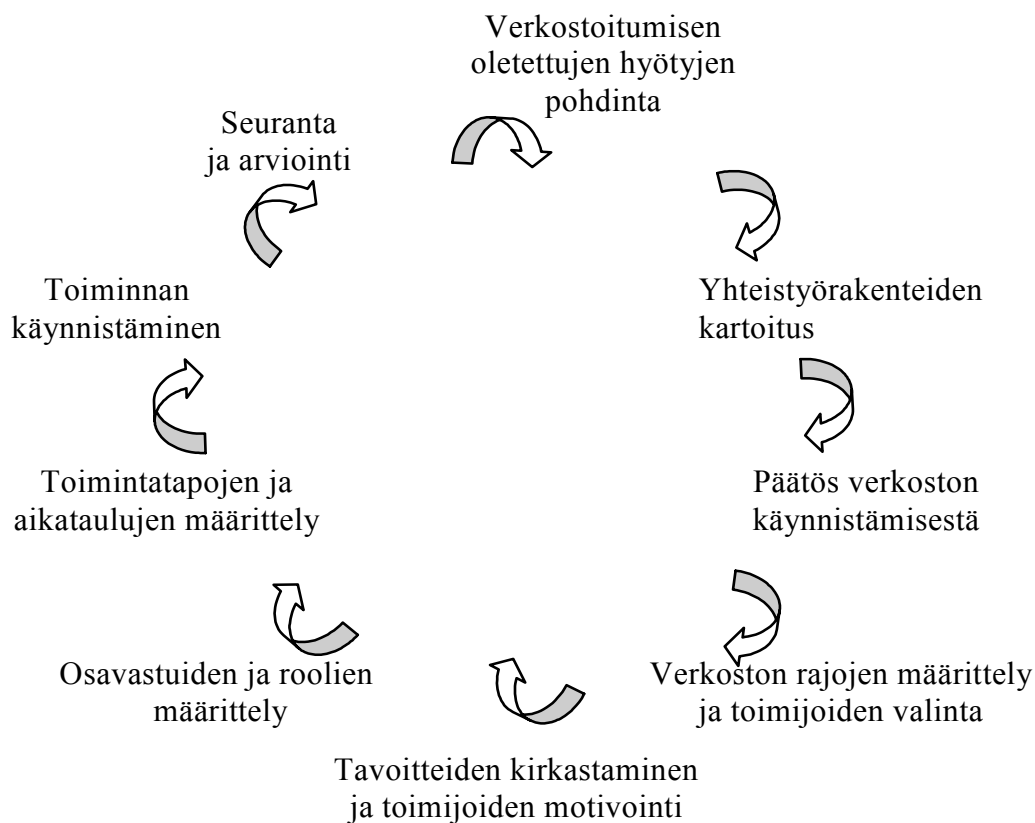 Verkostoitumisen
oletettujen hyötyjen
pohdinta
Yhteistyörakenteiden
kartoitus
Päätös verkoston
käynnistämisestä
Verkoston rajojen määrittely
ja toimijoiden valinta
Tavoitteiden kirkastaminen
ja toimijoiden motivointi
Osavastuiden ja roolien
määrittely
Toimintatapojen ja
aikataulujen määrittely
Toiminnan
käynnistäminen
Seuranta
ja arviointi